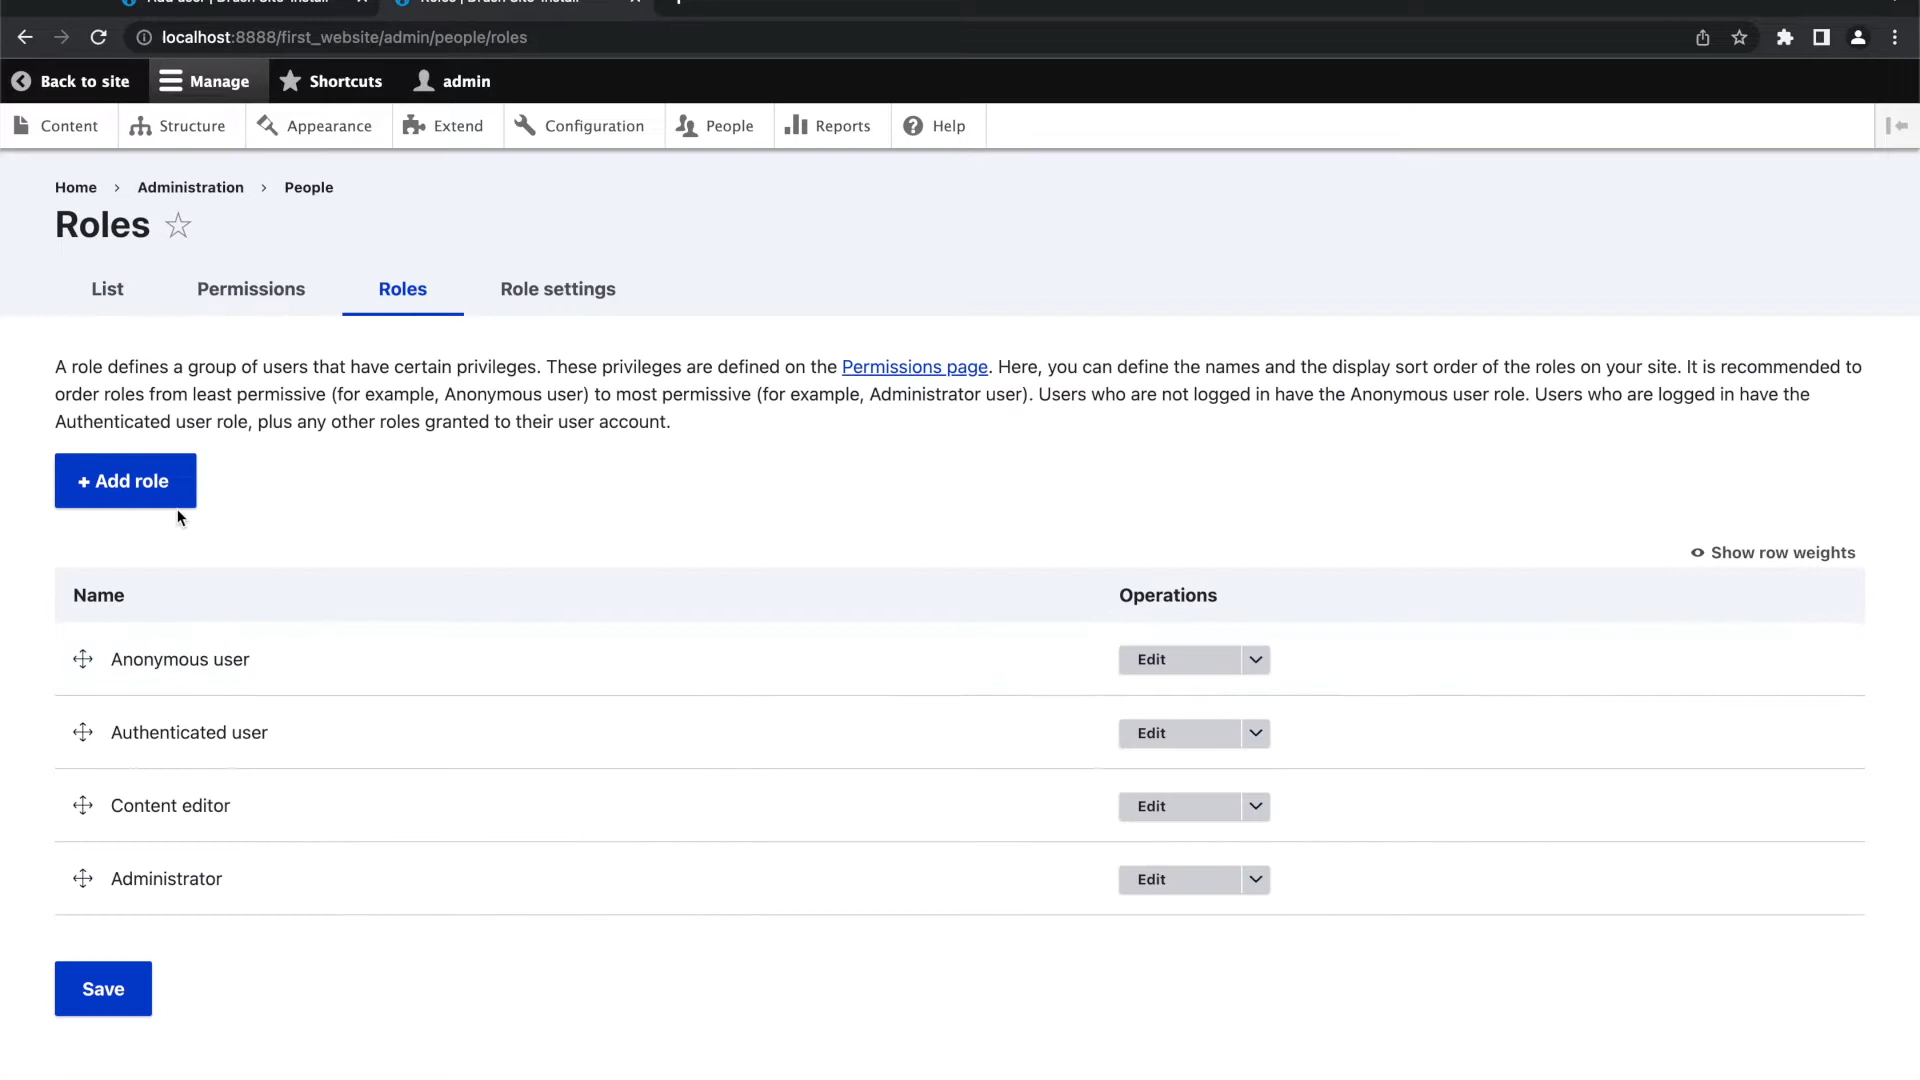 localhost:8888/first_website/admin/people/roles
Back to site Manage Shortcuts admin
Content Structure Appearance Extend Configuration People Reports Help
Home › Administration › People
Roles
List Permissions Roles Role settings
A role defines a group of users that have certain privileges. These privileges are defined on the Permissions page. Here, you can define the names and the display sort order of the roles on your site. It is recommended to
order roles from least permissive (for example, Anonymous user) to most permissive (for example, Administrator user). Users who are not logged in have the Anonymous user role. Users who are logged in have the
Authenticated user role, plus any other roles granted to their user account.
+ Add role
Show row weights
Name Operations
Anonymous user Edit
Authenticated user Edit
Content editor Edit
Administrator Edit
Save